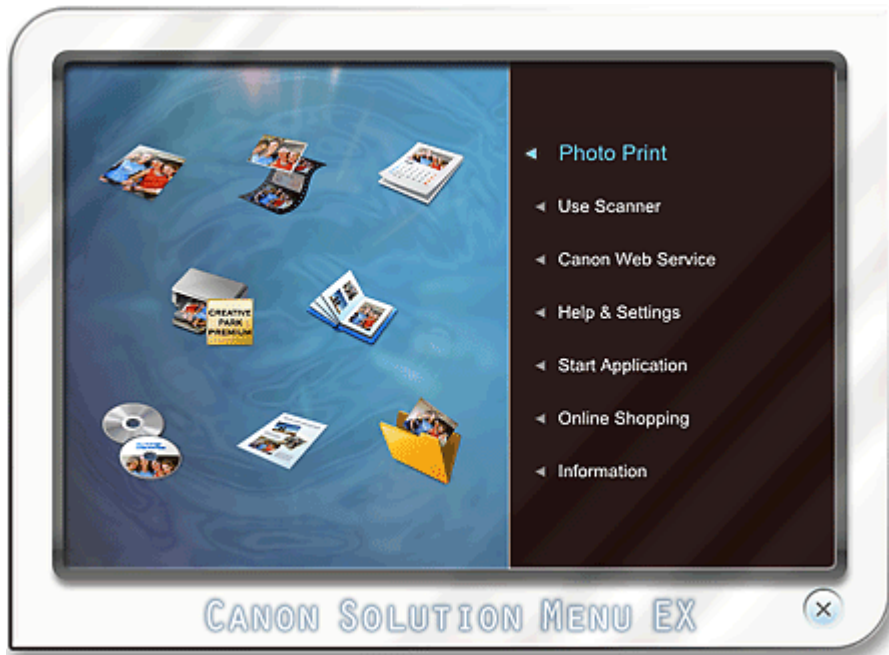 Photo Print
Use Scanner
Canon Web Service
Help & Settings
Start Application
Online Shopping
Information
CREATIVE
PARK
PREMIUM
CANON SOLUTION MENU EX